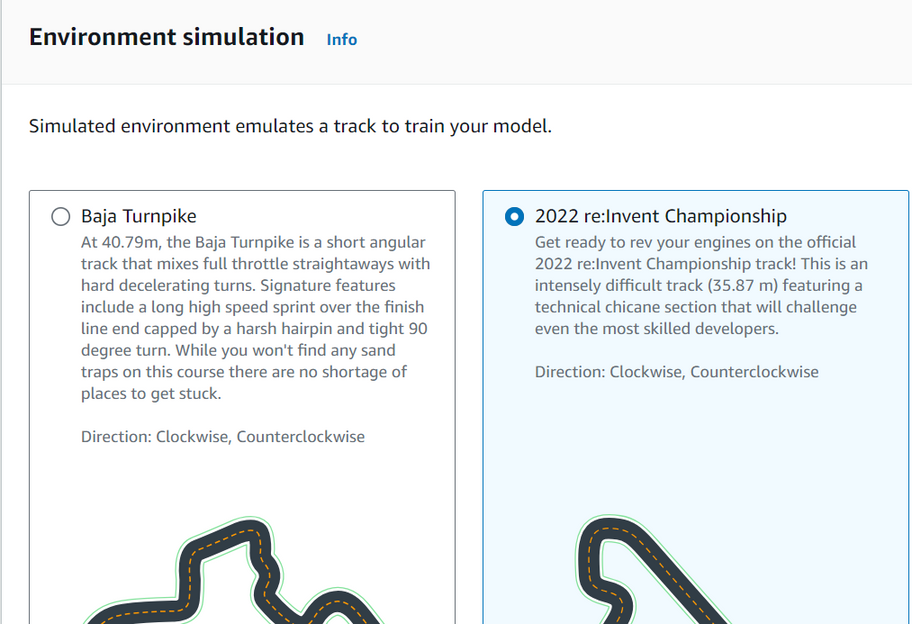 Environment simulation Info
Simulated environment emulates a track to train your model.
Baja Turnpike
At 40.79m, the Baja Turnpike is a short angular
track that mixes full throttle straightaways with
hard decelerating turns. Signature features
include a long high speed sprint over the finish
line end capped by a harsh hairpin and tight 90
degree turn. While you won't find any sand
traps on this course there are no shortage of
places to get stuck.
Direction: Clockwise, Counterclockwise
2022 re:Invent Championship
Get ready to rev your engines on the official
2022 re:Invent Championship track! This is an
intensely difficult track (35.87 m) featuring a
technical chicane section that will challenge
even the most skilled developers.
Direction: Clockwise, Counterclockwise